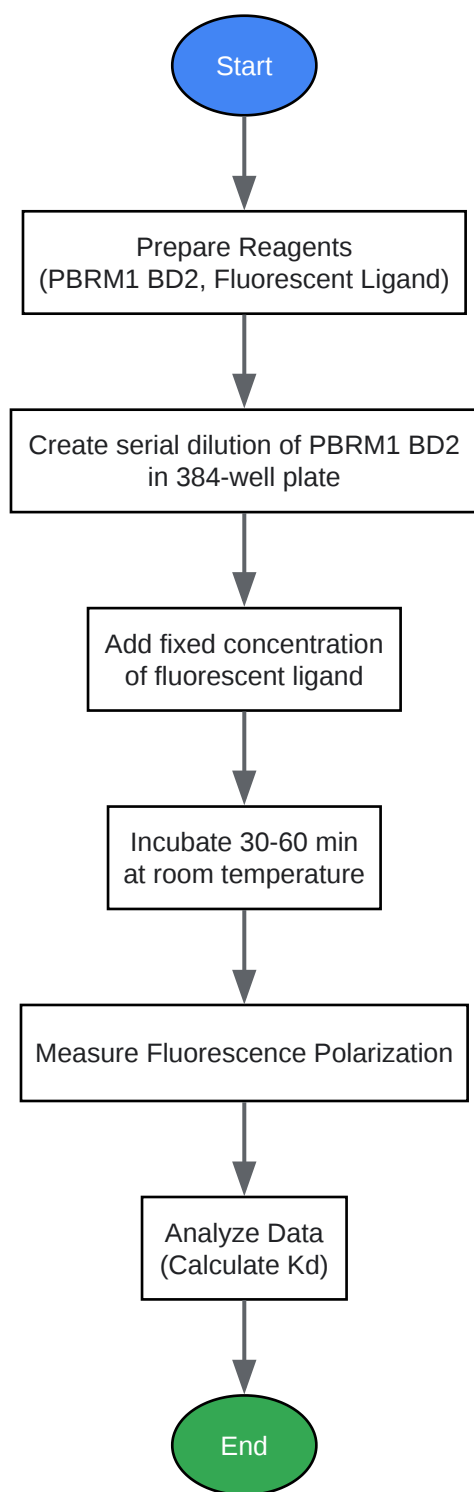 Start
Prepare Reagents
(PBRM1 BD2, Fluorescent Ligand)
Create serial dilution of PBRM1 BD2
in 384-well plate
Add fixed concentration
of fluorescent ligand
Incubate 30-60 min
at room temperature
Measure Fluorescence Polarization
Analyze Data
(Calculate Kd)
End